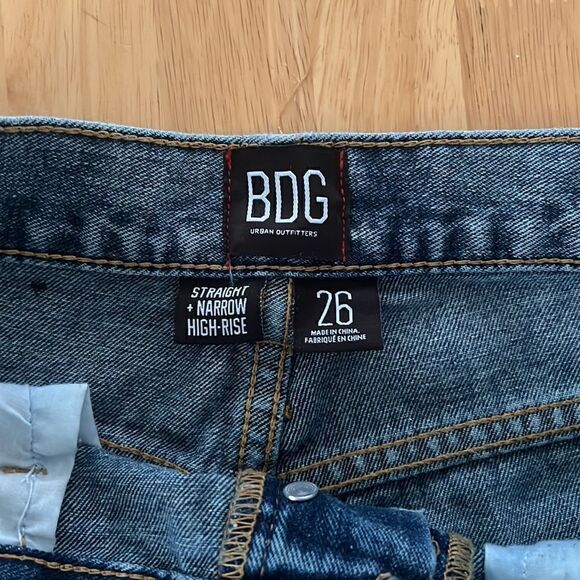 BDG
URBAN OUTFITTERS
STRAIGHT
+ NARROW
HIGH-RISE
26
MADE IN CHINA.
FABRIQUÉ EN CHINE